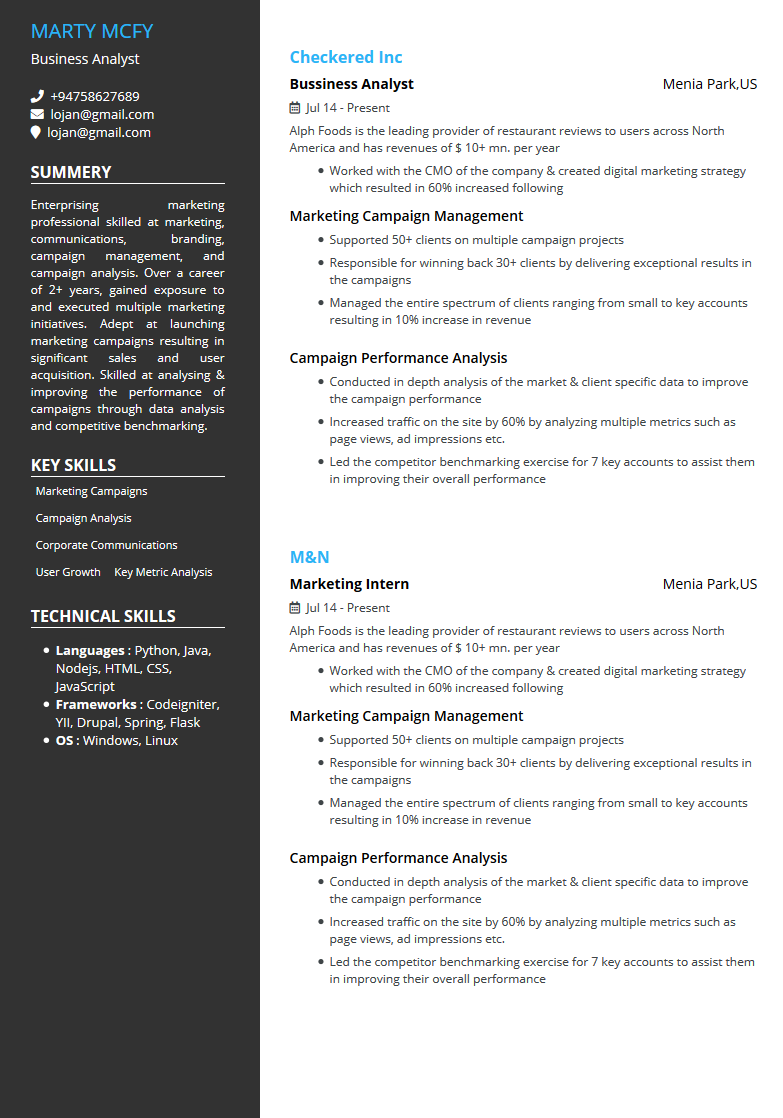 MARTY MCFY
Business Analyst
+94758627689
lojan@gmail.com
lojan@gmail.com
SUMMERY
Enterprising marketing
professional skilled at marketing,
communications, branding,
campaign management, and
campaign analysis. Over a career
of 2+ years, gained exposure to
and executed multiple marketing
initiatives. Adept at launching
marketing campaigns resulting in
significant sales and user
acquisition. Skilled at analysing &
improving the performance of
campaigns through data analysis
and competitive benchmarking.
KEY SKILLS
Marketing Campaigns
Campaign Analysis
Corporate Communications
User Growth Key Metric Analysis
TECHNICAL SKILLS
• Languages : Python, Java,
Nodejs, HTML, CSS,
JavaScript
• Frameworks : Codeigniter,
YII, Drupal, Spring, Flask
• OS : Windows, Linux
Checkered Inc
Bussiness Analyst Menia Park,US
Jul 14 - Present
Alph Foods is the leading provider of restaurant reviews to users across North
America and has revenues of $ 10+ mn. per year
• Worked with the CMO of the company & created digital marketing strategy
which resulted in 60% increased following
Marketing Campaign Management
• Supported 50+ clients on multiple campaign projects
• Responsible for winning back 30+ clients by delivering exceptional results in
the campaigns
• Managed the entire spectrum of clients ranging from small to key accounts
resulting in 10% increase in revenue
Campaign Performance Analysis
• Conducted in depth analysis of the market & client specific data to improve
the campaign performance
• Increased traffic on the site by 60% by analyzing multiple metrics such as
page views, ad impressions etc.
• Led the competitor benchmarking exercise for 7 key accounts to assist them
in improving their overall performance
M&N
Marketing Intern Menia Park,US
Jul 14 - Present
Alph Foods is the leading provider of restaurant reviews to users across North
America and has revenues of $ 10+ mn. per year
• Worked with the CMO of the company & created digital marketing strategy
which resulted in 60% increased following
Marketing Campaign Management
• Supported 50+ clients on multiple campaign projects
• Responsible for winning back 30+ clients by delivering exceptional results in
the campaigns
• Managed the entire spectrum of clients ranging from small to key accounts
resulting in 10% increase in revenue
Campaign Performance Analysis
• Conducted in depth analysis of the market & client specific data to improve
the campaign performance
• Increased traffic on the site by 60% by analyzing multiple metrics such as
page views, ad impressions etc.
• Led the competitor benchmarking exercise for 7 key accounts to assist them
in improving their overall performance